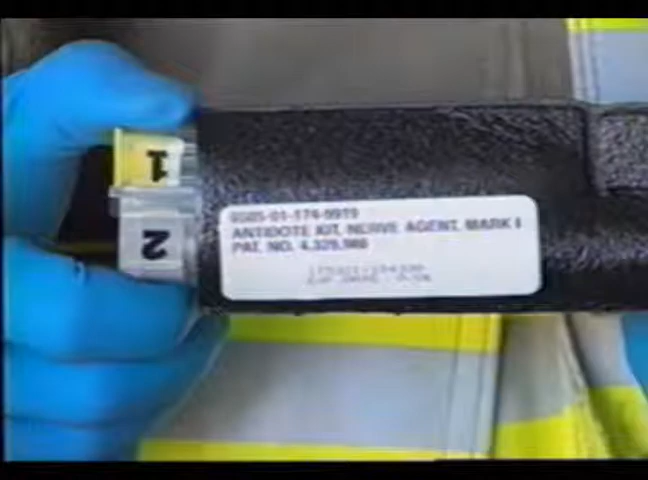 1
2
6505-01-174-9919
ANTIDOTE KIT, NERVE AGENT, MARK I
PAT. NO. 4,329,988